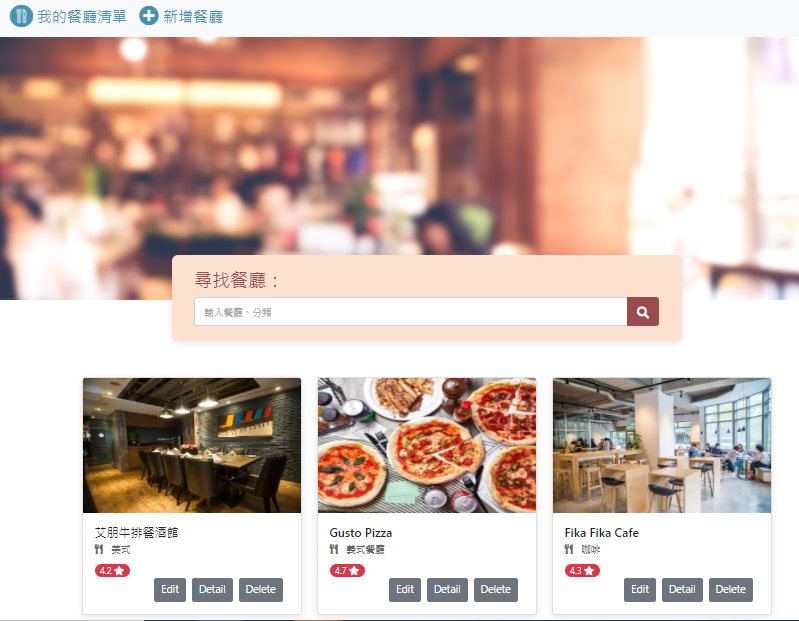 我的餐廳清單 新增餐廳
尋找餐廳：
輸入餐廳、分類
艾朋牛排餐酒館
美式
4.2
Edit Detail Delete
Gusto Pizza
義式餐廳
4.7
Edit Detail Delete
Fika Fika Cafe
咖啡
4.3
Edit Detail Delete